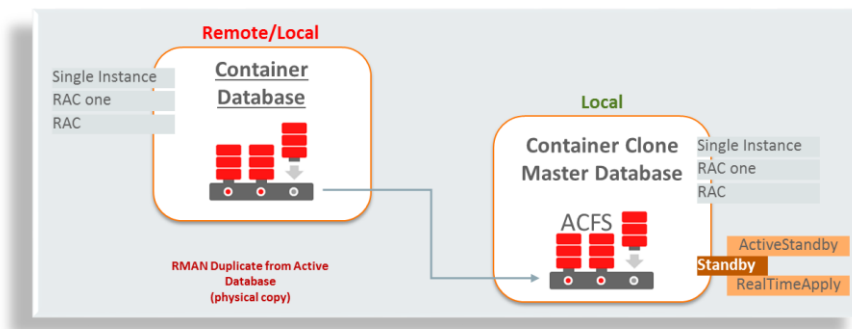 Remote/Local
Container
Database
Single Instance
RAC one
RAC
RMAN Duplicate from Active
Database
(physical copy)
Local
Container Clone
Master Database
ACFS
Single Instance
RAC one
RAC
ActiveStandby
Standby
RealTimeApply